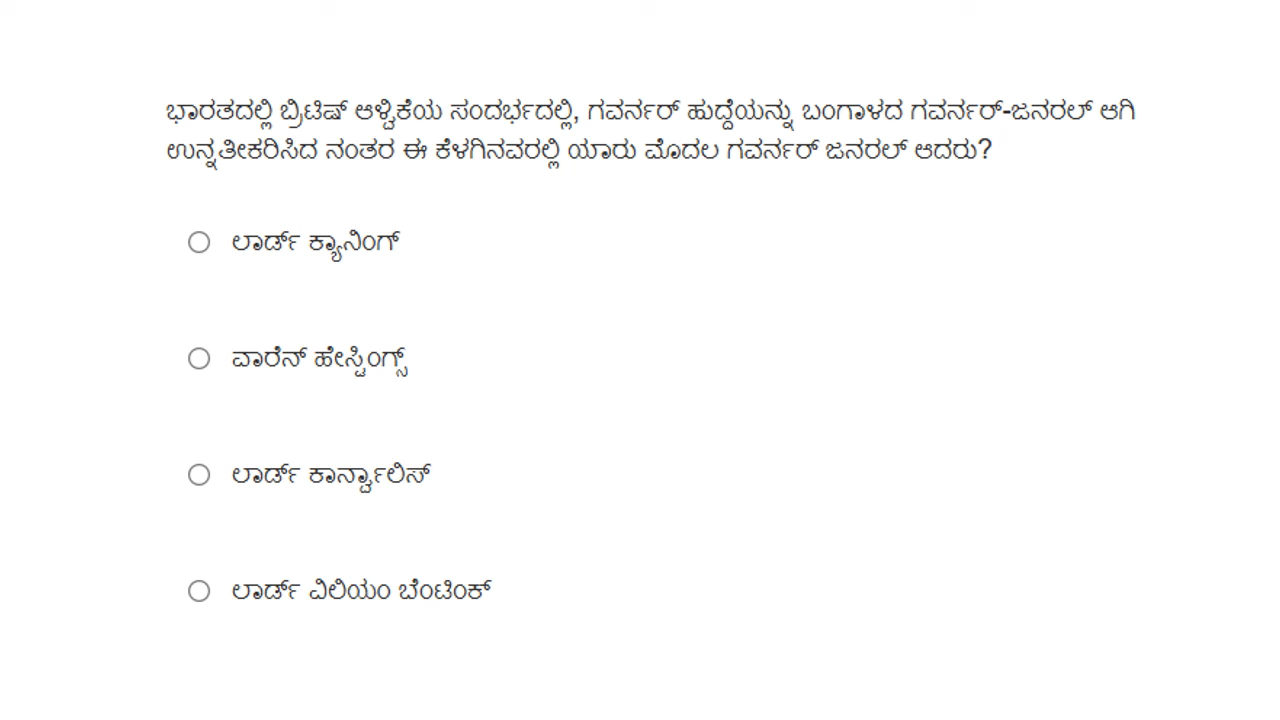 ಭಾರತದಲ್ಲಿ ಬ್ರಿಟಿಷ್ ಆಳ್ವಿಕೆಯ ಸಂದರ್ಭದಲ್ಲಿ, ಗವರ್ನರ್ ಹುದ್ದೆಯನ್ನು ಬಂಗಾಳದ ಗವರ್ನರ್-ಜನರಲ್ ಆಗಿ
ಉನ್ನತೀಕರಿಸಿದ ನಂತರ ಈ ಕೆಳಗಿನವರಲ್ಲಿ ಯಾರು ಮೊದಲ ಗವರ್ನರ್ ಜನರಲ್ ಆದರು?
ಲಾರ್ಡ್ ಕ್ಯಾನಿಂಗ್
ವಾರೆನ್ ಹೇಸ್ಟಿಂಗ್ಸ್
ಲಾರ್ಡ್ ಕಾರ್ನ್ವಾಲಿಸ್
ಲಾರ್ಡ್ ವಿಲಿಯಂ ಬೆಂಟಿಂಕ್